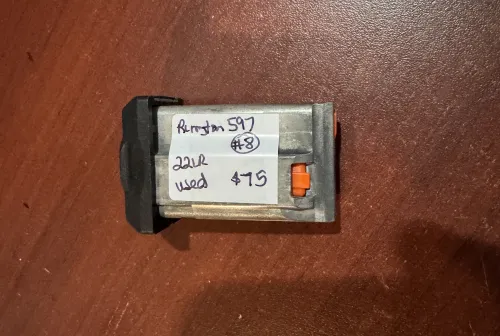 Remington 597
#8
22LR
used $75